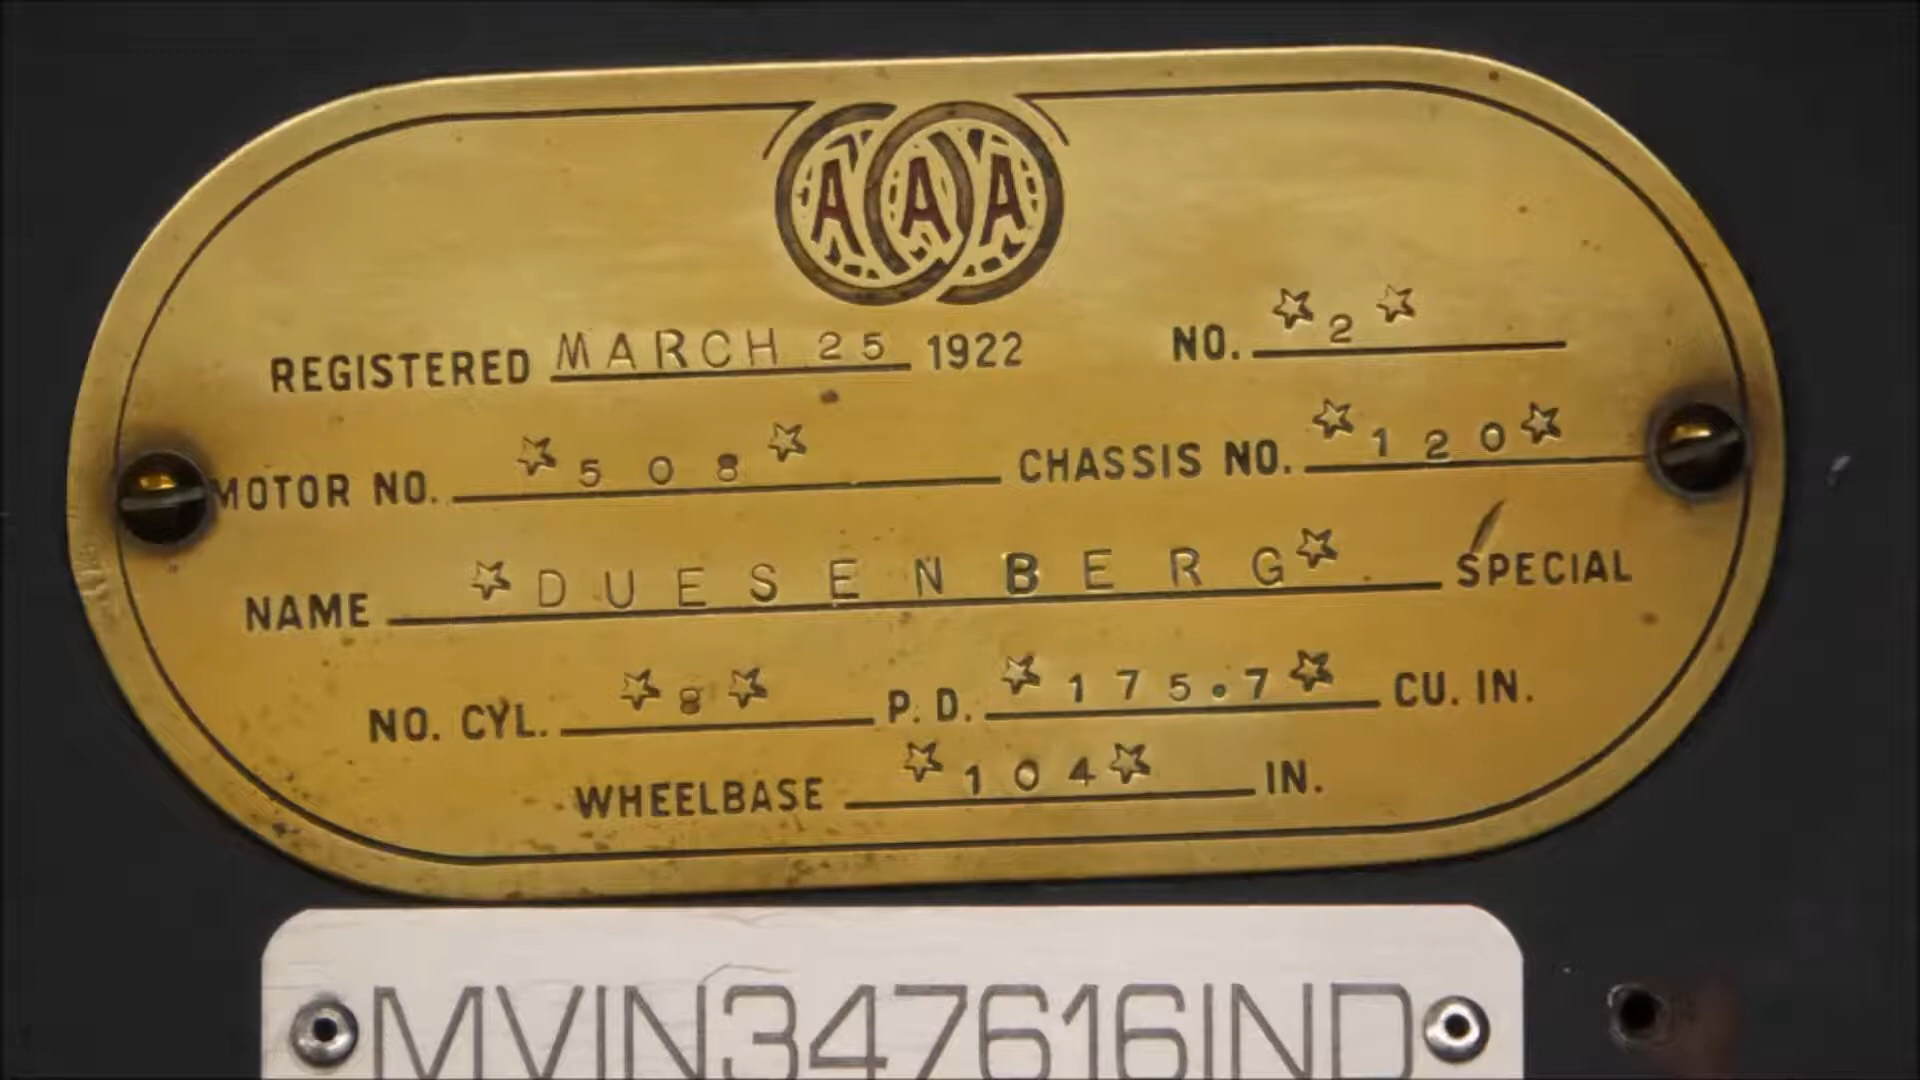 AAA
REGISTERED MARCH 25 1922 NO. ☆2☆
MOTOR NO. ☆508☆ CHASSIS NO. ☆120☆
NAME ☆DUESENBERG☆ SPECIAL
NO. CYL. ☆8☆ P.D. ☆175.7☆ CU. IN.
WHEELBASE ☆104☆ IN.
MVIN347616IND